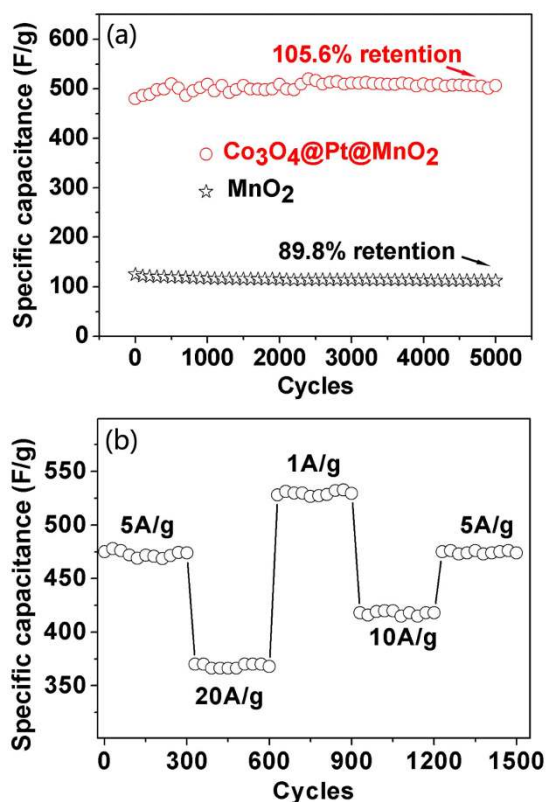 (a)
Specific capacitance (F/g)
600
500
400
300
200
100
0
105.6% retention
Co₃O₄@Pt@MnO₂
MnO₂
89.8% retention
0 1000 2000 3000 4000 5000
Cycles
(b)
Specific capacitance (F/g)
550
500
450
400
350
1A/g
5A/g
5A/g
10A/g
20A/g
0 300 600 900 1200 1500
Cycles